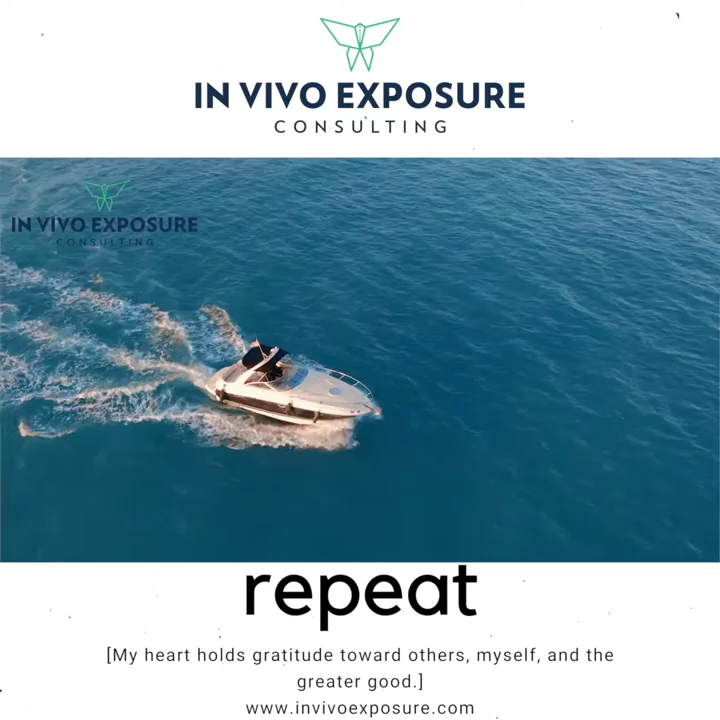 IN VIVO EXPOSURE
CONSULTING
IN VIVO EXPOSURE
CONSULTING
repeat
[My heart holds gratitude toward others, myself, and the
greater good.]
www.invivoexposure.com